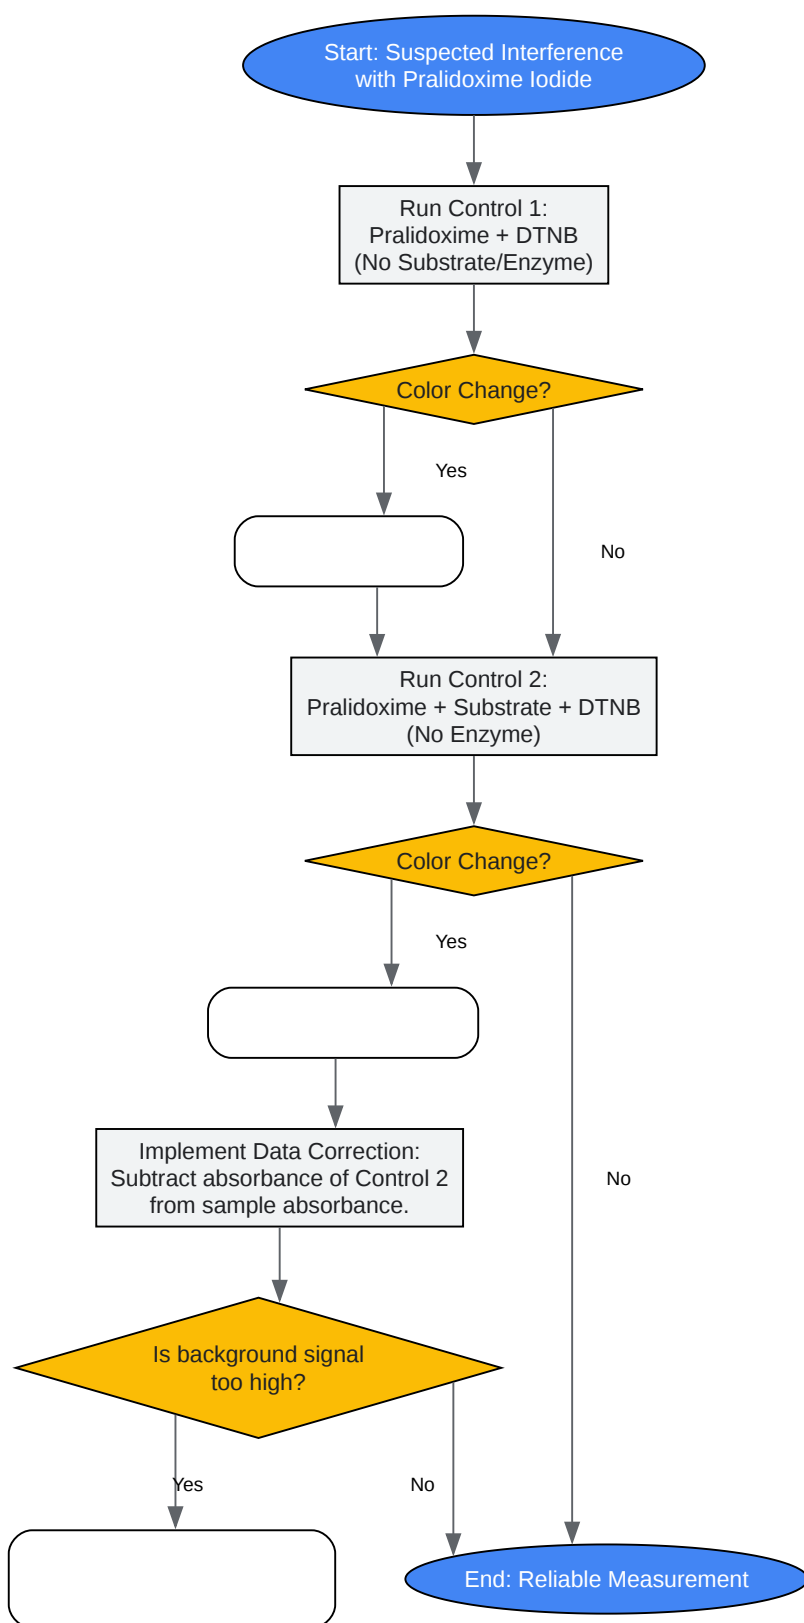 Start: Suspected Interference
with Pralidoxime Iodide
Run Control 1:
Pralidoxime + DTNB
(No Substrate/Enzyme)
Color Change?
Yes
No
Run Control 2:
Pralidoxime + Substrate + DTNB
(No Enzyme)
Color Change?
Yes
Implement Data Correction:
Subtract absorbance of Control 2
from sample absorbance.
No
Is background signal
too high?
Yes
No
End: Reliable Measurement